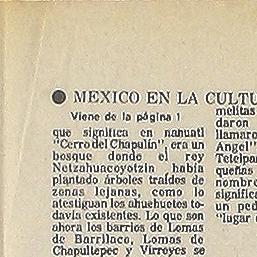 ● MEXICO EN LA CULTU
Viene de la página 1
que significa en nahuatl
"Cerro del Chapulín", era un
bosque donde el rey
Netzahuacoyotzin había
plantado árboles traídos de
zonas lejanas, como lo
atestiguan los ahuehuetes to-
davía existentes. Lo que son
ahora los barrios de Lomas
de Barrilaco, Lomas de
Chapultepec y Virreyes se
melitas
daron
llamaro
Angel"
Tetelpa
queñas
nombre
signific
un ped
"lugar